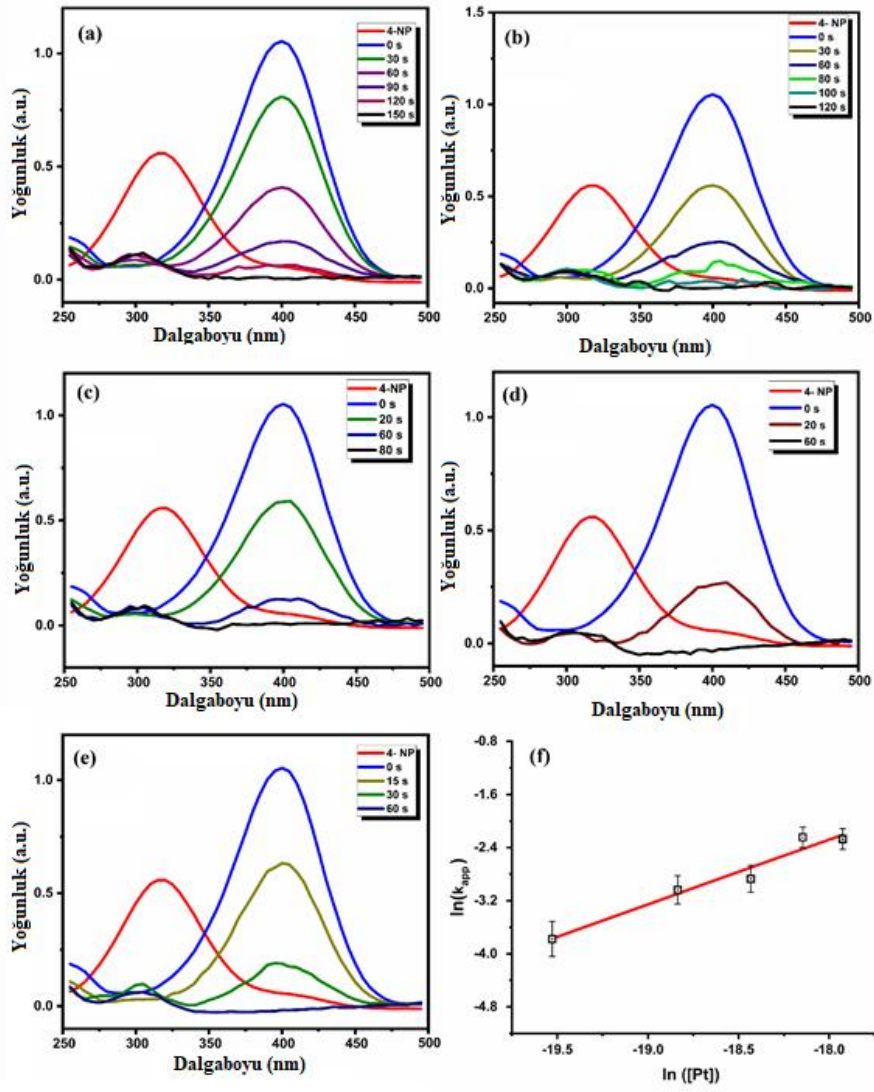 (a)
4-NP
0 s
30 s
60 s
90 s
120 s
150 s
1.0
0.5
0.0
Yoğunluk (a.u.)
250 300 350 400 450 500
Dalgaboyu (nm)
(b)
4- NP
0 s
30 s
60 s
80 s
100 s
120 s
1.5
1.0
0.5
0.0
Yoğunluk (a.u.)
250 300 350 400 450 500
Dalgaboyu (nm)
(c)
4-NP
0 s
20 s
60 s
80 s
1.0
0.5
0.0
Yoğunluk (a.u.)
250 300 350 400 450 500
Dalgaboyu (nm)
(d)
4- NP
0 s
20 s
60 s
1.0
0.5
0.0
Yoğunluk (a.u.)
250 300 350 400 450 500
Dalgaboyu (nm)
(e)
4- NP
0 s
15 s
30 s
60 s
1.0
0.5
0.0
Yoğunluk (a.u.)
250 300 350 400 450 500
Dalgaboyu (nm)
(f)
-0.8
-1.6
-2.4
-3.2
-4.0
-4.8
ln(kapp)
-19.5 -19.0 -18.5 -18.0
ln ([Pt])